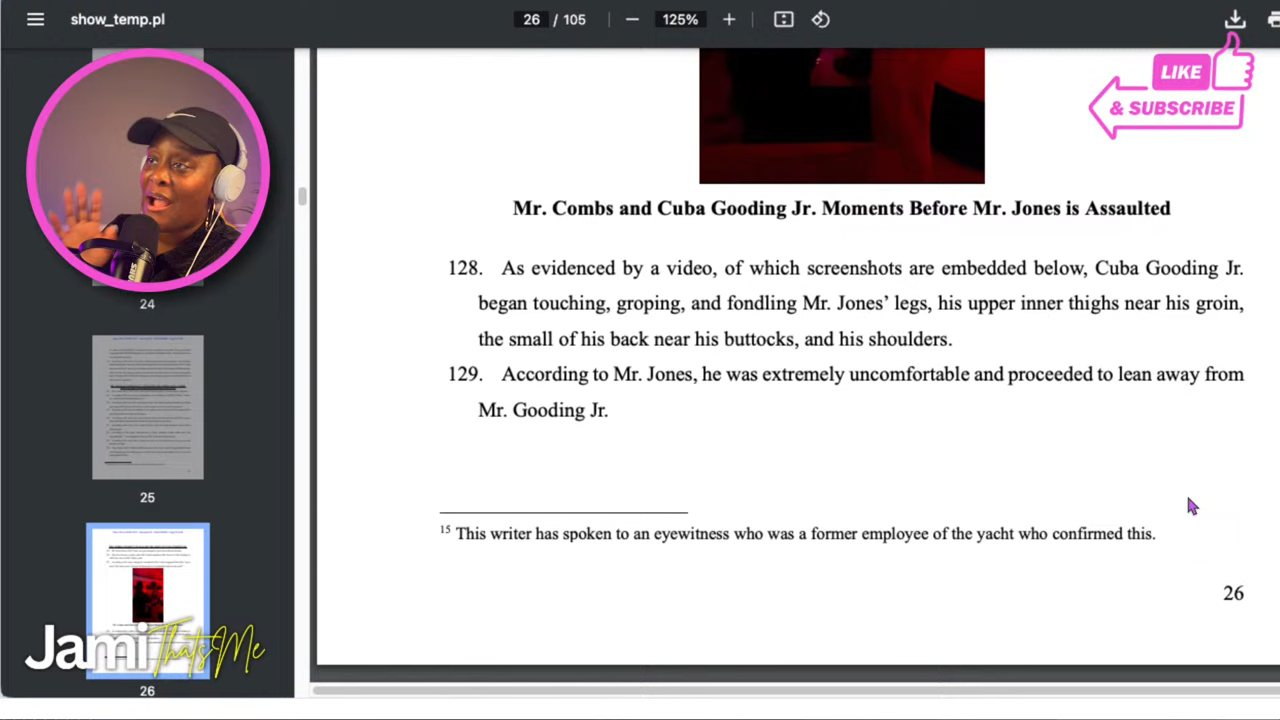 show_temp.pl
26 / 105
125%
LIKE
& SUBSCRIBE
Mr. Combs and Cuba Gooding Jr. Moments Before Mr. Jones is Assaulted
128. As evidenced by a video, of which screenshots are embedded below, Cuba Gooding Jr.
began touching, groping, and fondling Mr. Jones’ legs, his upper inner thighs near his groin,
the small of his back near his buttocks, and his shoulders.
129. According to Mr. Jones, he was extremely uncomfortable and proceeded to lean away from
Mr. Gooding Jr.
15 This writer has spoken to an eyewitness who was a former employee of the yacht who confirmed this.
26
24
25
Jami ThatsMe
26